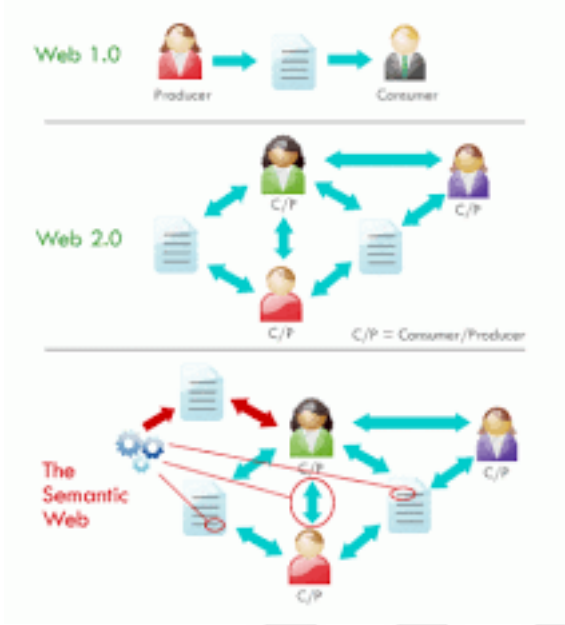 Web 1.0
Producer
Consumer
C/P
C/P
Web 2.0
C/P
C/P = Consumer/Producer
C/P
C/P
The
Semantic
Web
C/P